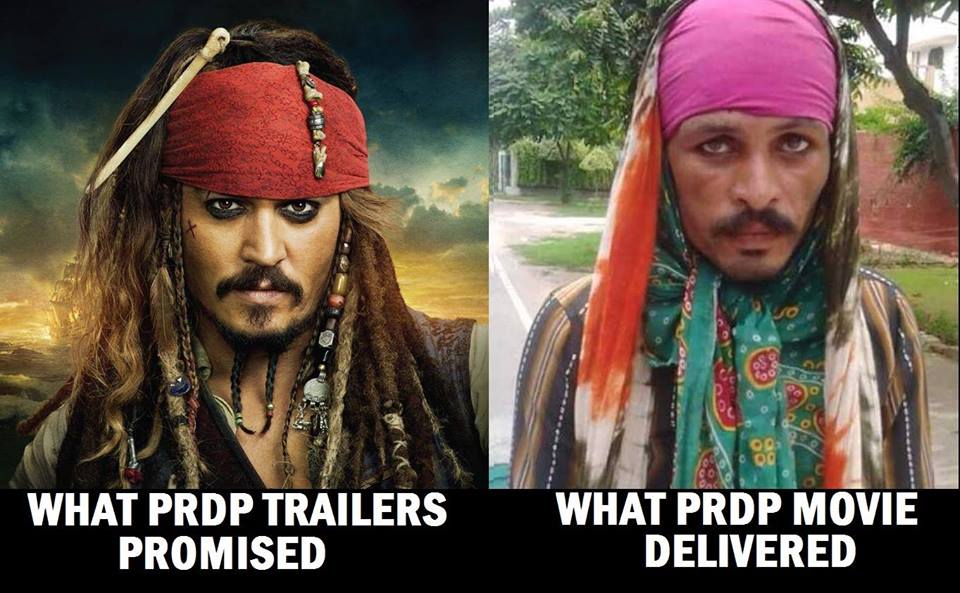 WHAT PRDP TRAILERS
PROMISED
WHAT PRDP MOVIE
DELIVERED